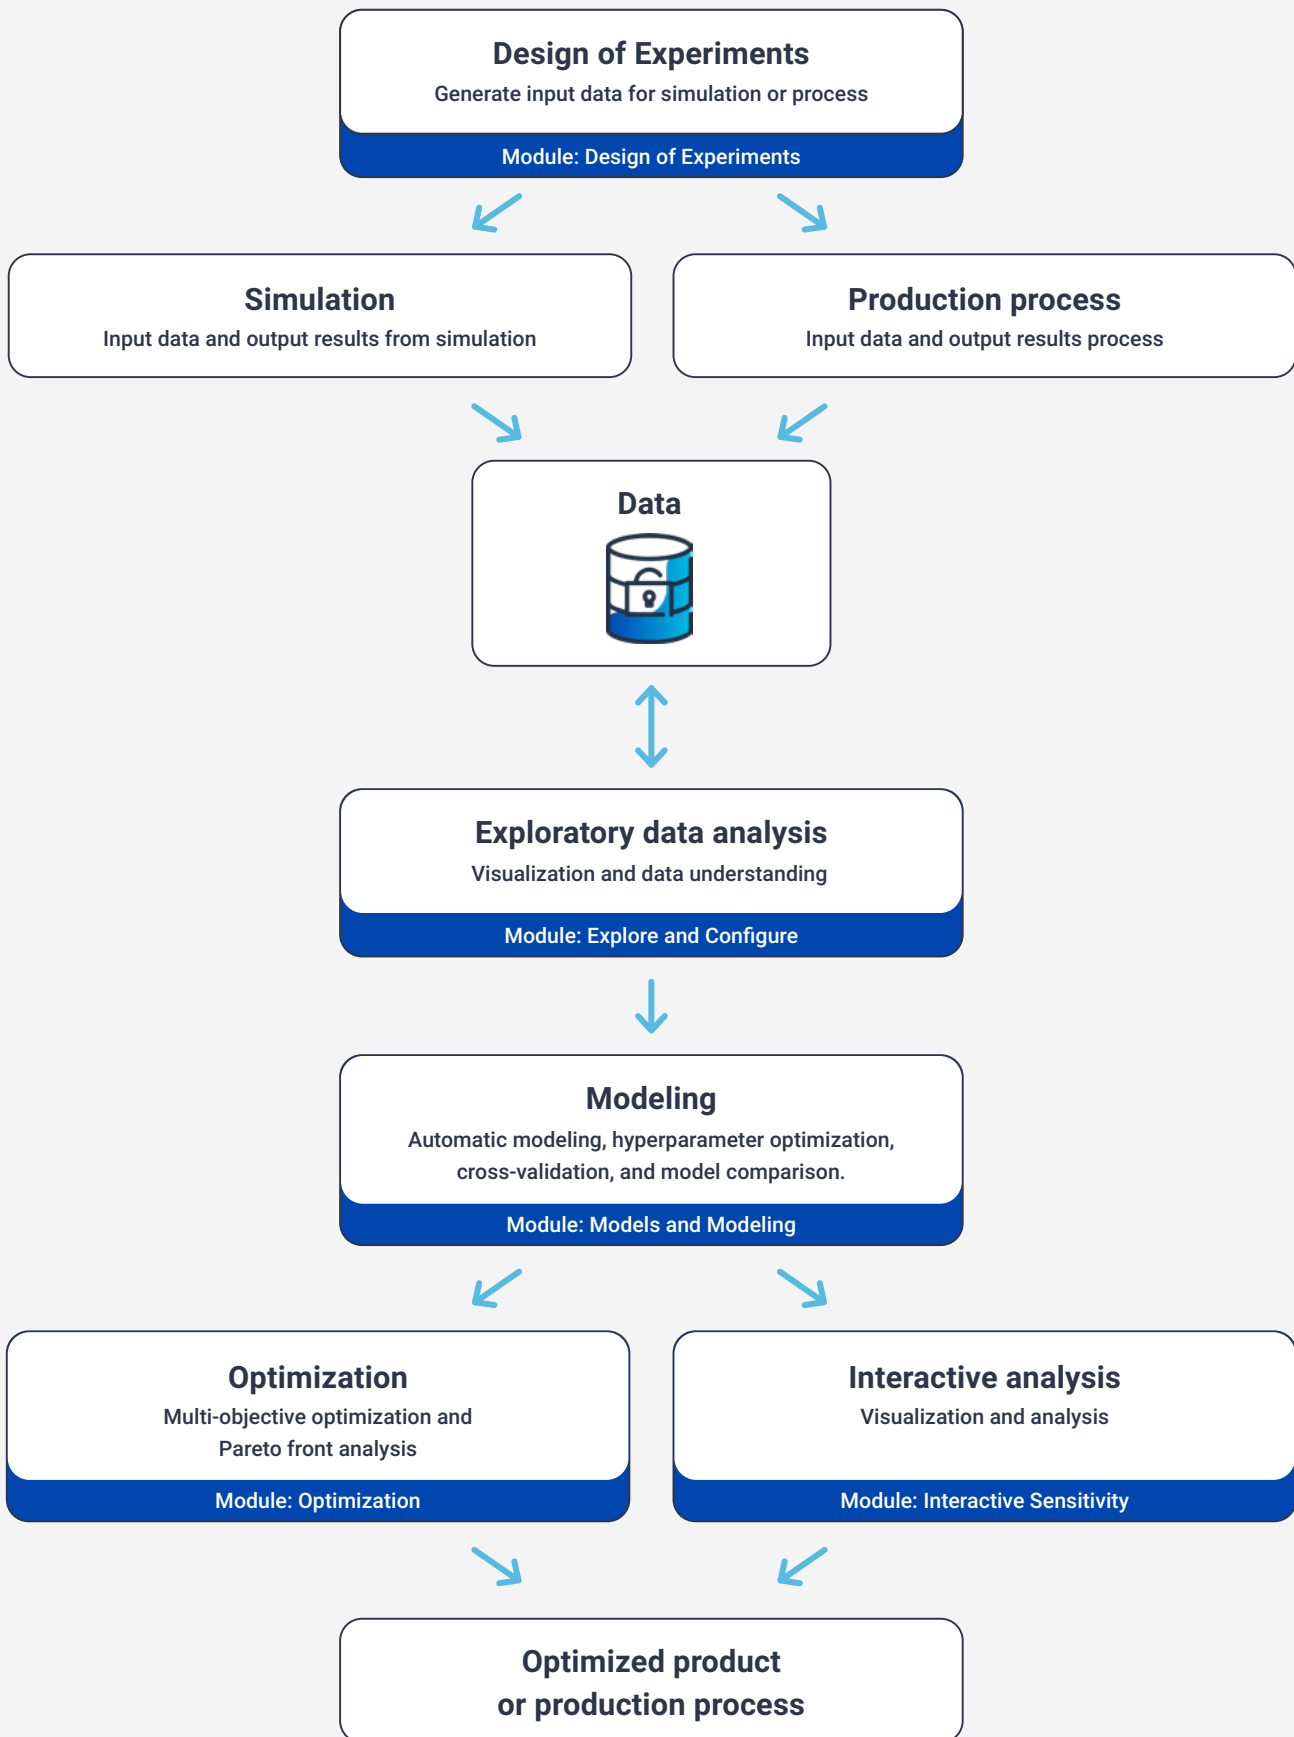 Design of Experiments
Generate input data for simulation or process
Module: Design of Experiments
Simulation
Input data and output results from simulation
Production process
Input data and output results process
Data
Exploratory data analysis
Visualization and data understanding
Module: Explore and Configure
Modeling
Automatic modeling, hyperparameter optimization,
cross-validation, and model comparison.
Module: Models and Modeling
Optimization
Multi-objective optimization and
Pareto front analysis
Module: Optimization
Interactive analysis
Visualization and analysis
Module: Interactive Sensitivity
Optimized product
or production process